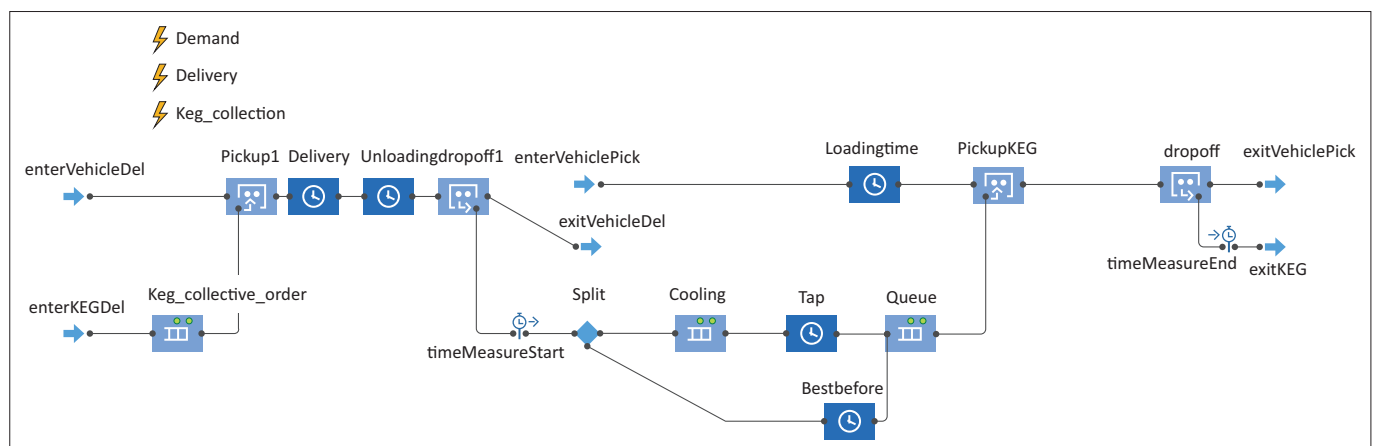 Demand
Delivery
Keg_collection
enterVehicleDel
Pickup1
Delivery
Unloadingdropoff1
enterVehiclePick
Loadingtime
PickupKEG
dropoff
exitVehiclePick
exitVehicleDel
timeMeasureEnd
exitKEG
enterKEGDel
Keg_collective_order
timeMeasureStart
Split
Cooling
Tap
Queue
Bestbefore